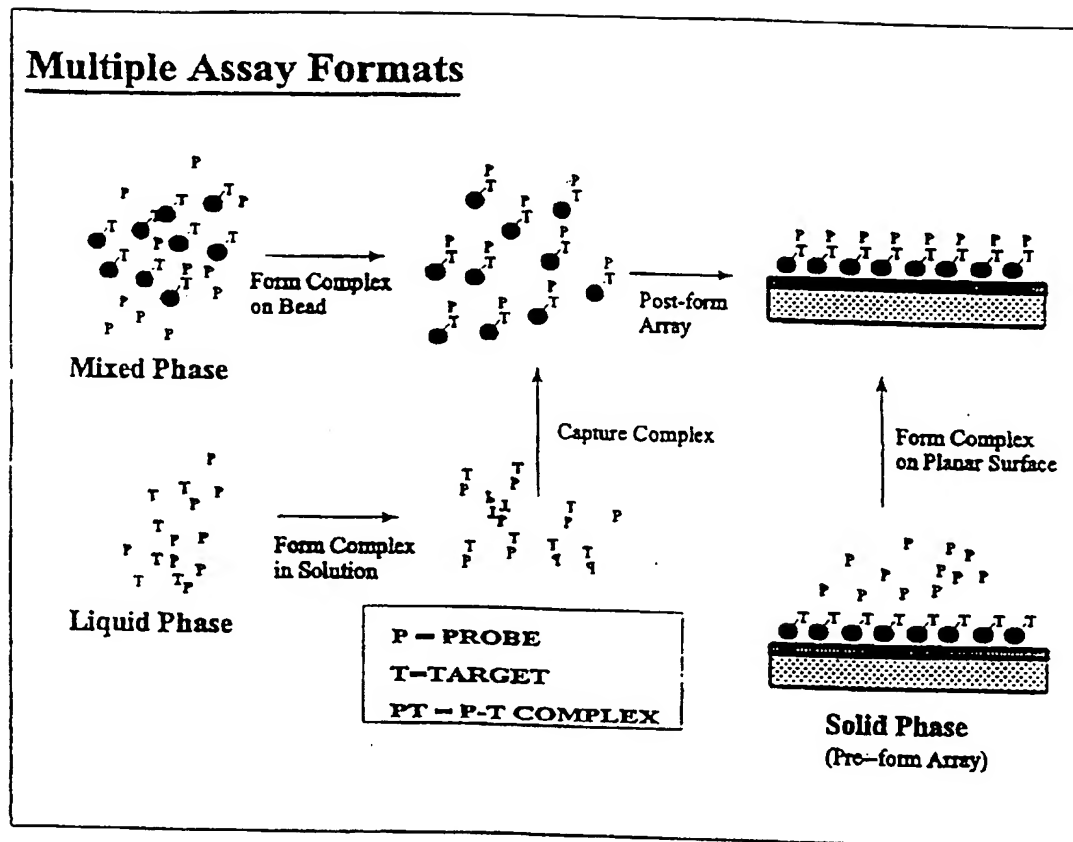 Multiple Assay Formats
Form Complex
on Bead
Post-form
Array
Mixed Phase
Capture Complex
Form Complex
on Planar Surface
Form Complex
in Solution
Liquid Phase
P - PROBE
T-TARGET
PT - P-T COMPLEX
Solid Phase
(Pre-form Array)